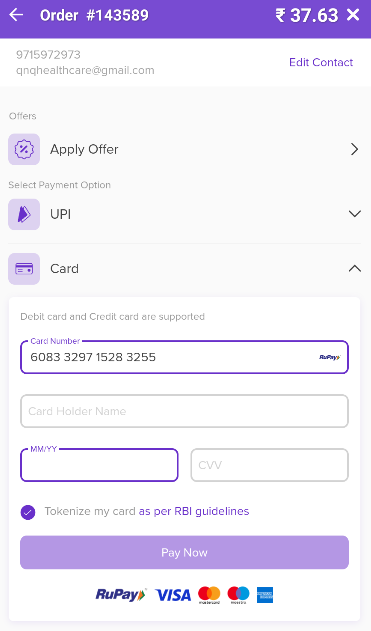 Order #143589
₹ 37.63
9715972973
qnqhealthcare@gmail.com
Edit Contact
Offers
Apply Offer
Select Payment Option
UPI
Card
Debit card and Credit card are supported
Card Number
6083 3297 1528 3255
RuPay
Card Holder Name
MM/YY
CVV
Tokenize my card as per RBI guidelines
Pay Now
RuPay VISA mastercard maestro